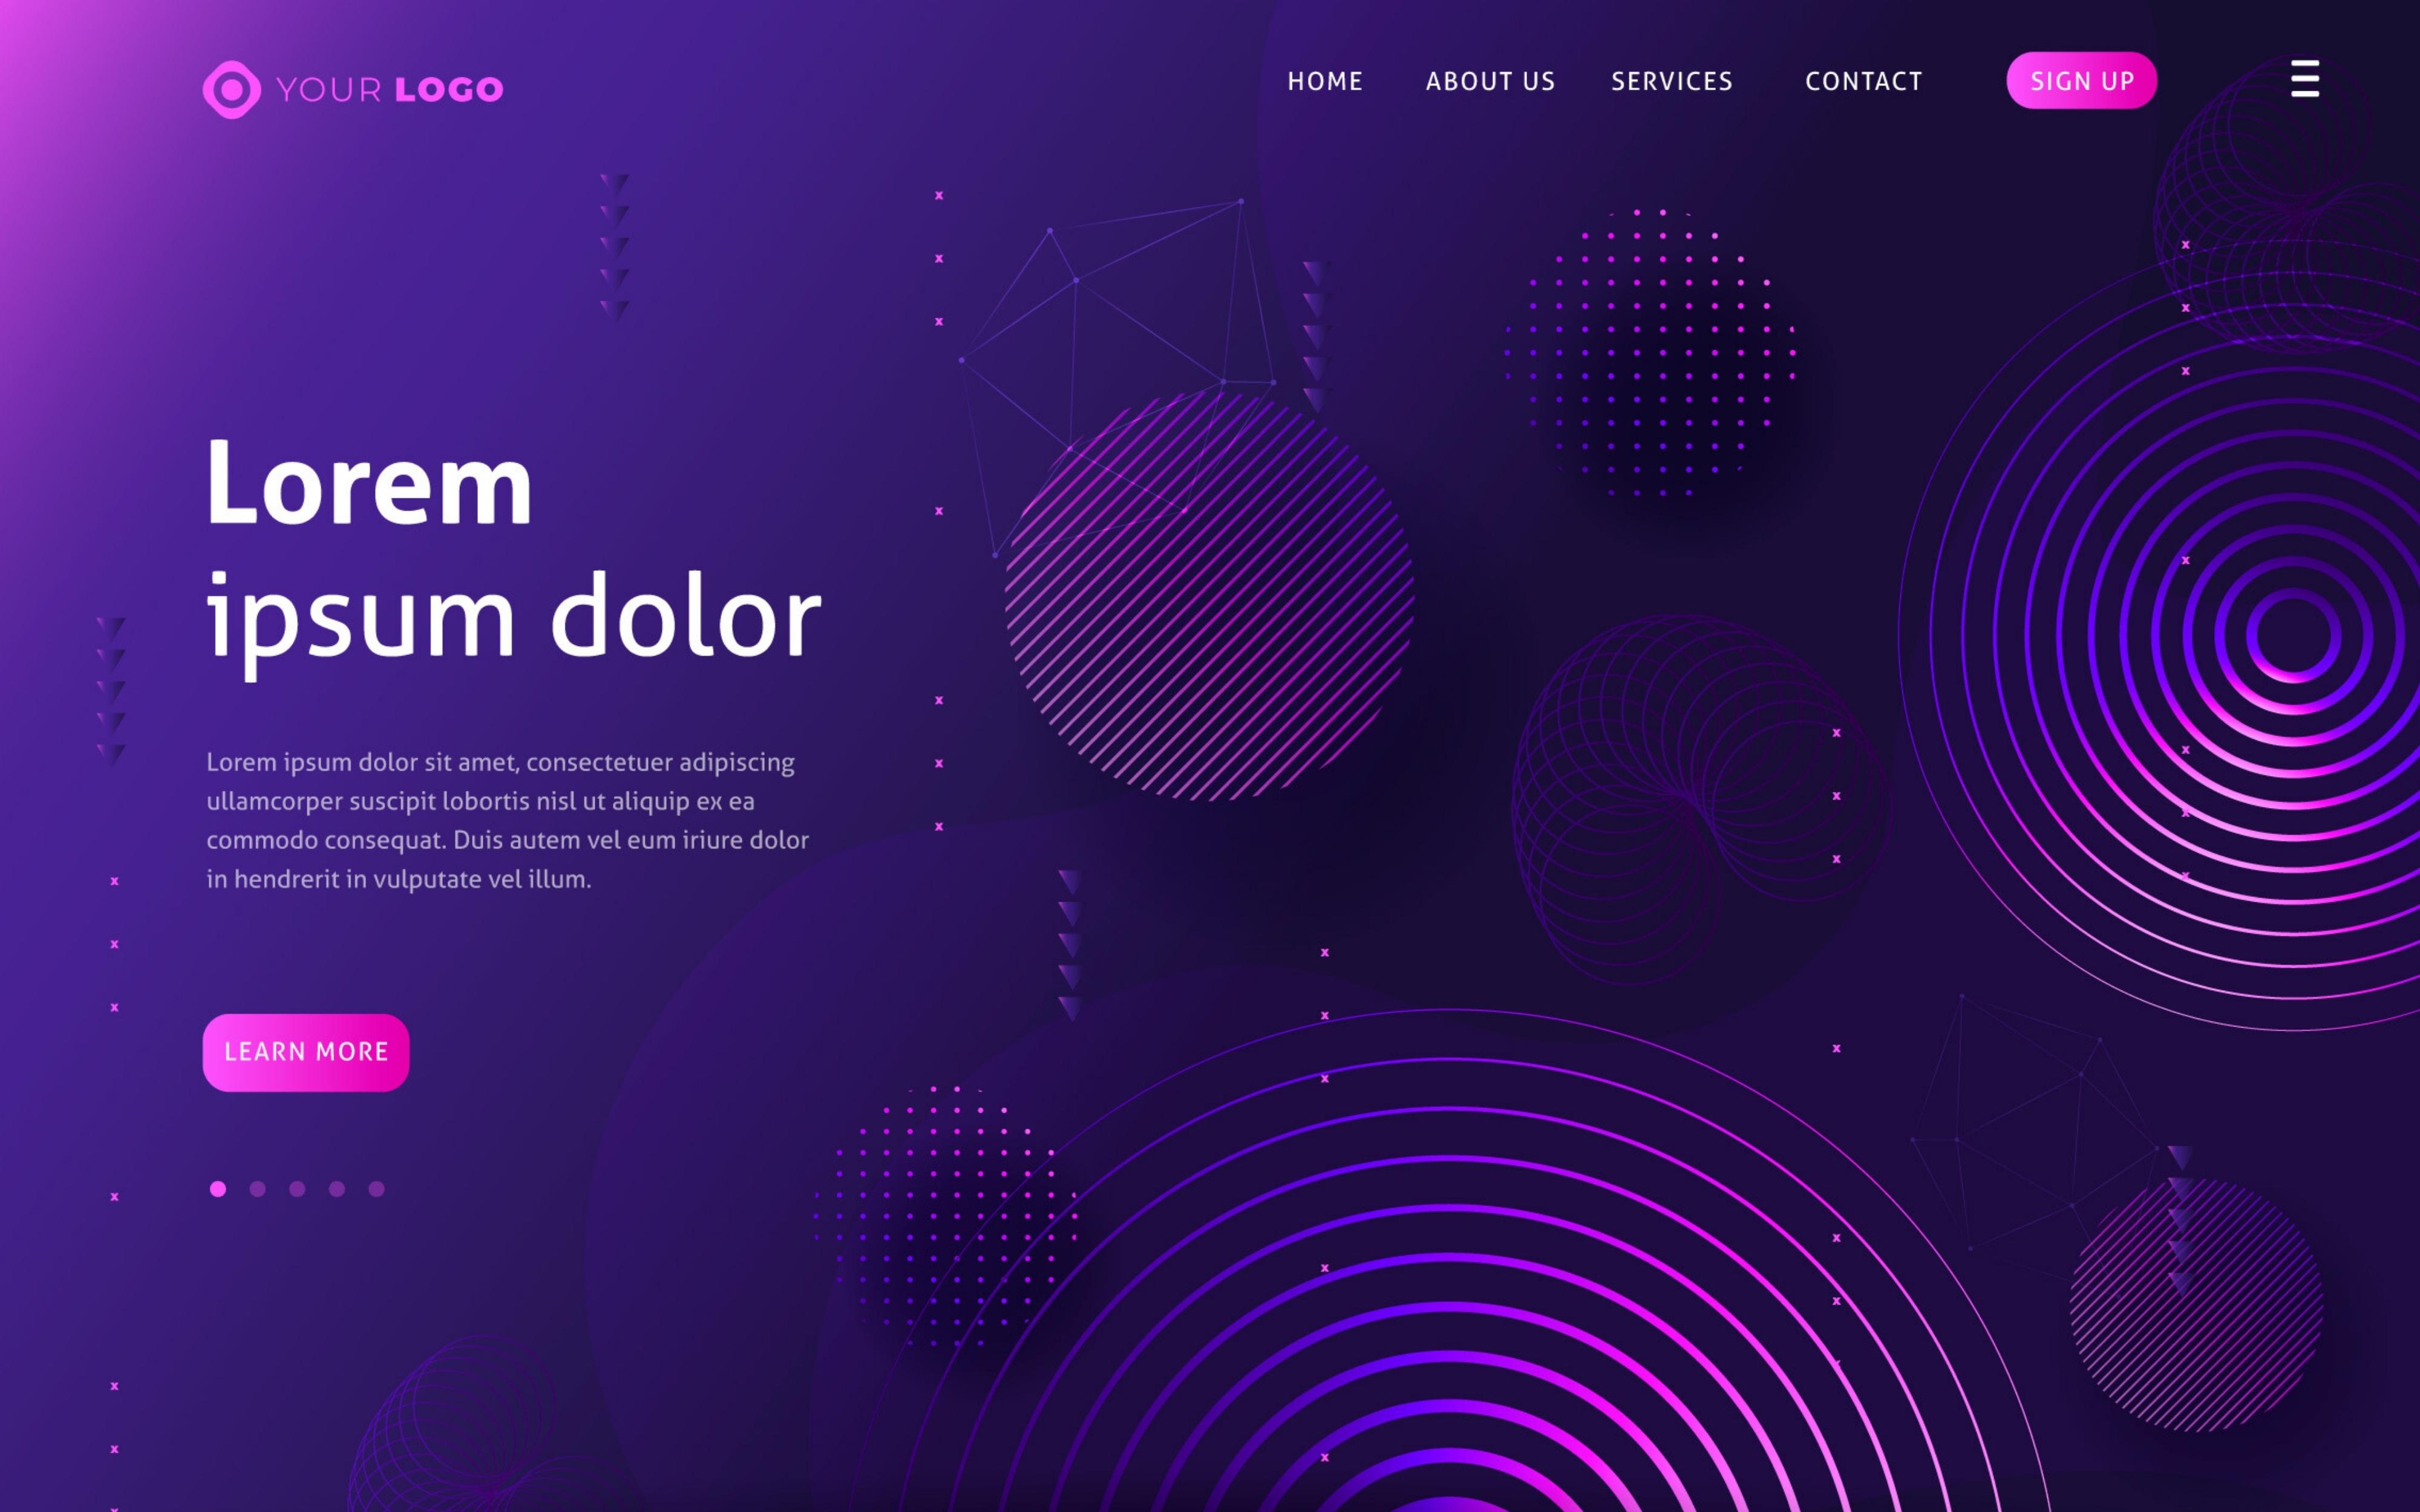 YOUR LOGO
HOME ABOUT US SERVICES CONTACT SIGN UP
Lorem
ipsum dolor
Lorem ipsum dolor sit amet, consectetuer adipiscing
ullamcorper suscipit lobortis nisl ut aliquip ex ea
commodo consequat. Duis autem vel eum iriure dolor
in hendrerit in vulputate vel illum.
LEARN MORE